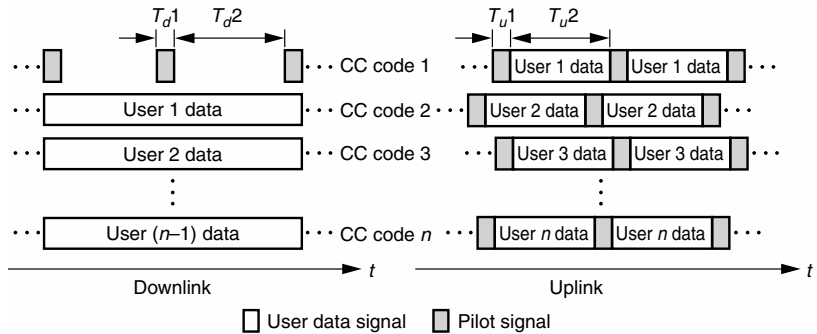 T_d1 T_d2 T_u1 T_u2
··· ··· CC code 1 ··· User 1 data User 1 data ···
··· User 1 data ··· CC code 2 ··· User 2 data User 2 data ···
··· User 2 data ··· CC code 3 ··· User 3 data User 3 data ···
··· User (n–1) data ··· CC code n ··· User n data User n data ···
t t
Downlink Uplink
User data signal Pilot signal